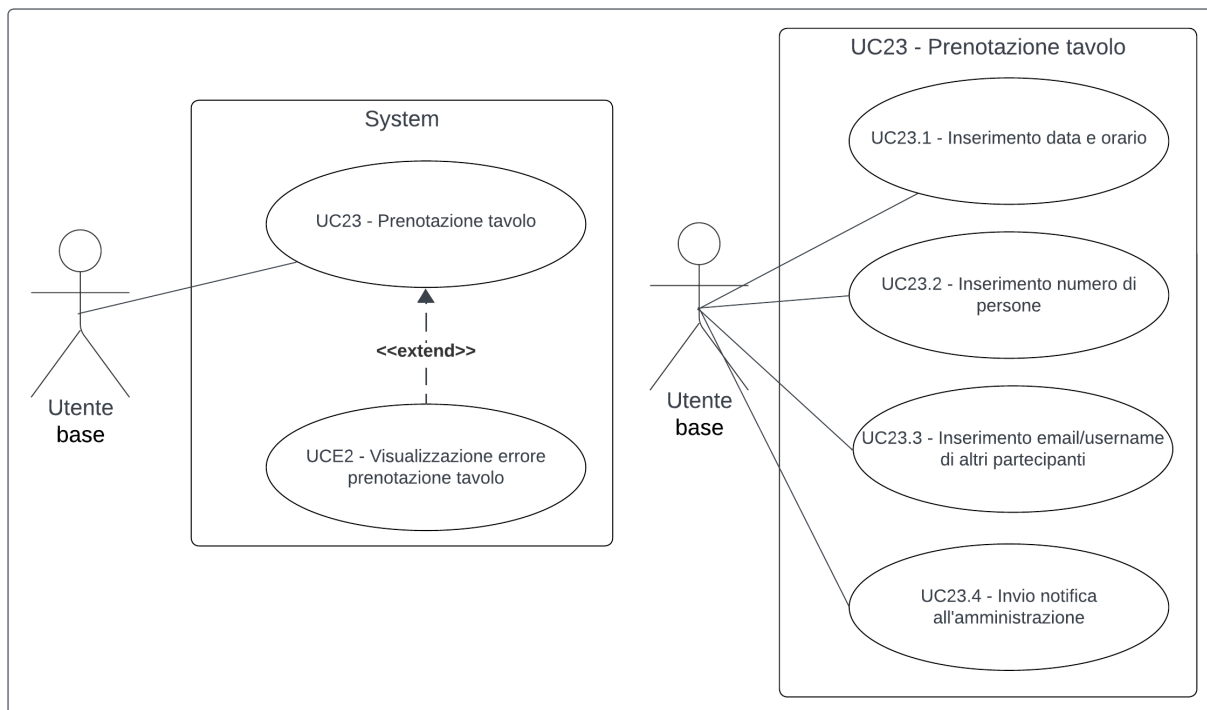 System
UC23 - Prenotazione tavolo
<<extend>>
UCE2 - Visualizzazione errore
prenotazione tavolo
Utente
base
UC23 - Prenotazione tavolo
UC23.1 - Inserimento data e orario
UC23.2 - Inserimento numero di
persone
UC23.3 - Inserimento email/username
di altri partecipanti
UC23.4 - Invio notifica
all'amministrazione
Utente
base